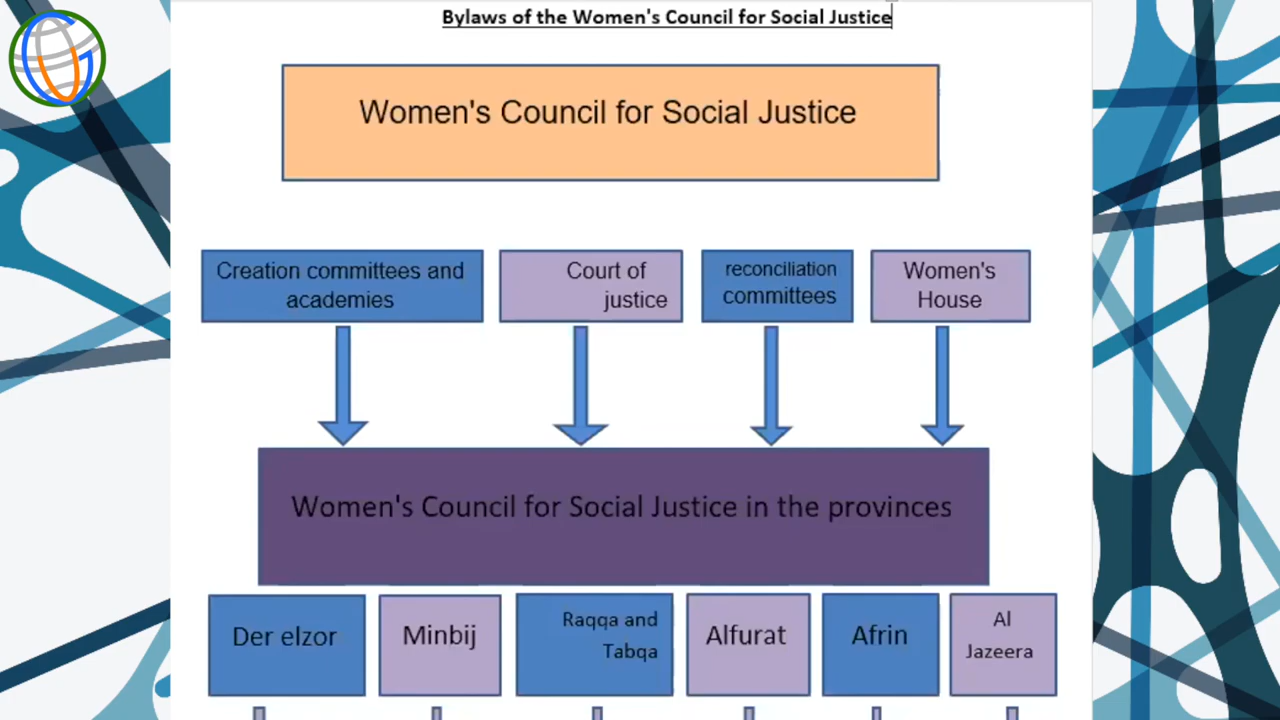 Bylaws of the Women's Council for Social Justice
Women's Council for Social Justice
Creation committees and
academies
Court of
justice
reconciliation
committees
Women's
House
Women's Council for Social Justice in the provinces
Der elzor
Minbij
Raqqa and
Tabqa
Alfurat
Afrin
Al
Jazeera